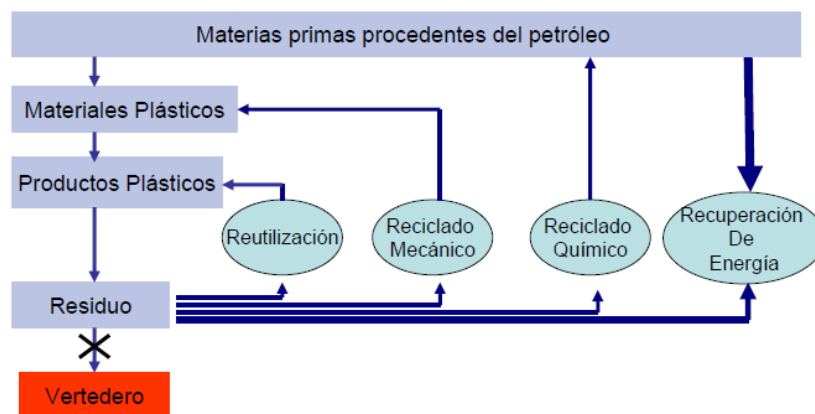 Materias primas procedentes del petróleo
Materiales Plásticos
Productos Plásticos
Reutilización
Reciclado
Mecánico
Reciclado
Químico
Recuperación
De
Energía
Residuo
Vertedero